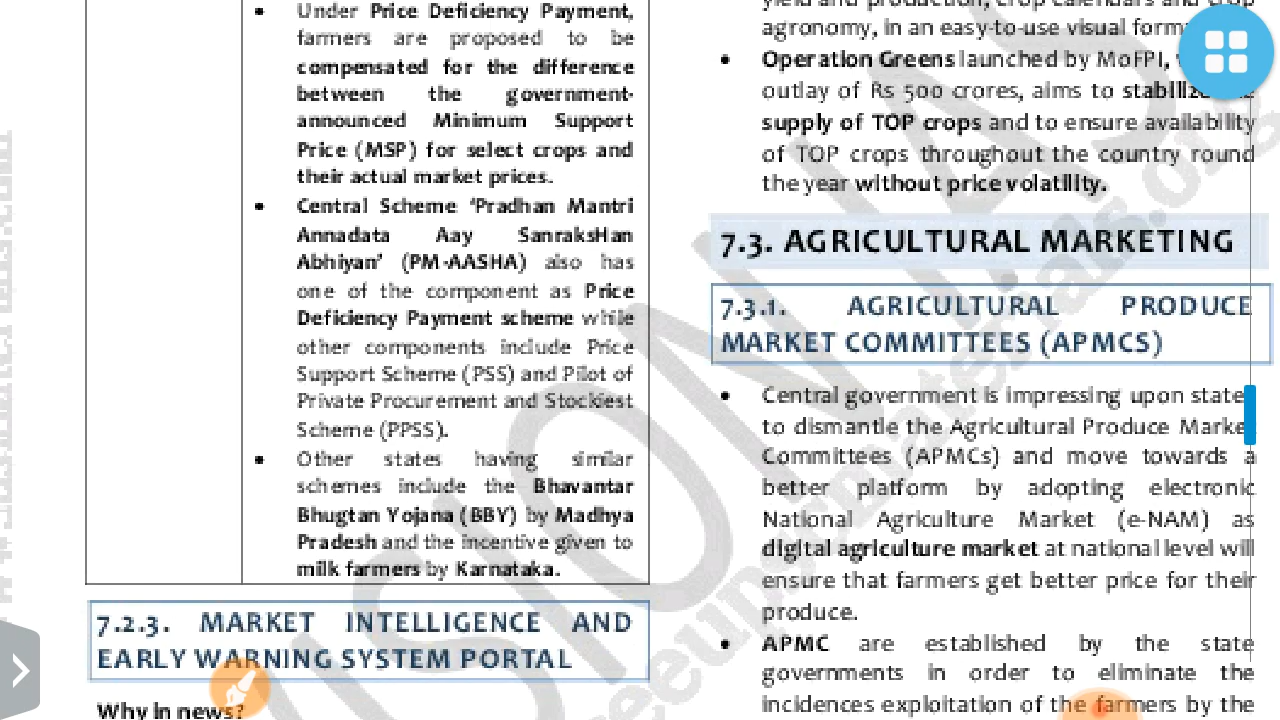 Under Price Deficiency Payment,
farmers are proposed to be
compensated for the difference
between the government-
announced Minimum Support
Price (MSP) for select crops and
their actual market prices.
Central Scheme ‘Pradhan Mantri
Annadata Aay SanraksHan
Abhiyan’ (PM-AASHA) also has
one of the component as Price
Deficiency Payment scheme while
other components include Price
Support Scheme (PSS) and Pilot of
Private Procurement and Stockiest
Scheme (PPSS).
Other states having similar
schemes include the Bhavantar
Bhugtan Yojana (BBY) by Madhya
Pradesh and the incentive given to
milk farmers by Karnataka.
7.2.3. MARKET INTELLIGENCE AND
EARLY WARNING SYSTEM PORTAL
Why in news?
yield and production, crop calendars and crop
agronomy, in an easy-to-use visual
Operation Greens launched by MoFPI,
outlay of Rs 500 crores, aims to
supply of TOP crops and to ensure availability
of TOP crops throughout the country round
the year without price volatility.
7.3. AGRICULTURAL MARKETING
7.3.1. AGRICULTURAL PRODUCE
MARKET COMMITTEES (APMCS)
Central government is impressing upon
to dismantle the Agricultural Produce
Committees (APMCs) and move towards a
better platform by adopting electronic
National Agriculture Market (e-NAM) as
digital agriculture market at national level will
ensure that farmers get better price for their
produce.
APMC are established by the state
governments in order to eliminate the
incidences exploitation of the farmers by the